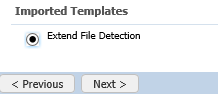 Imported Templates
Extend File Detection
< Previous
Next >